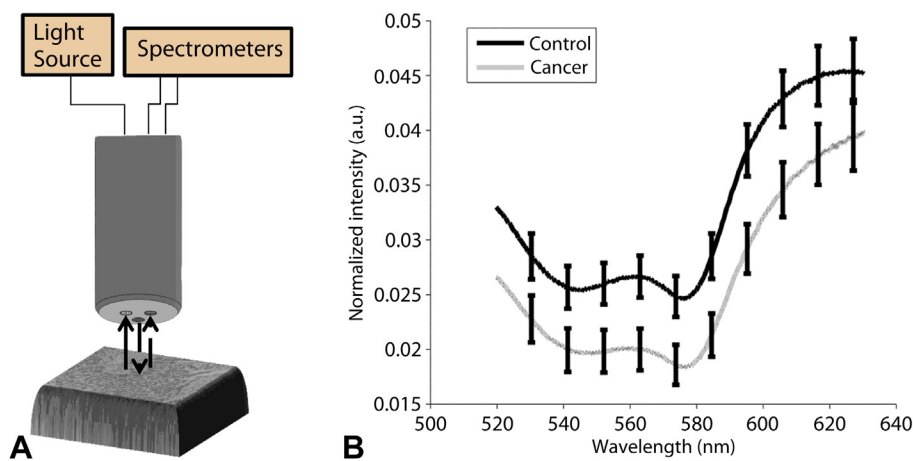 Light
Source
Spectrometers
A
0.05
0.045
0.04
0.035
0.03
0.025
0.02
0.015
Normalized intensity (a.u.)
Control
Cancer
500
520
540
560
580
600
620
640
Wavelength (nm)
B